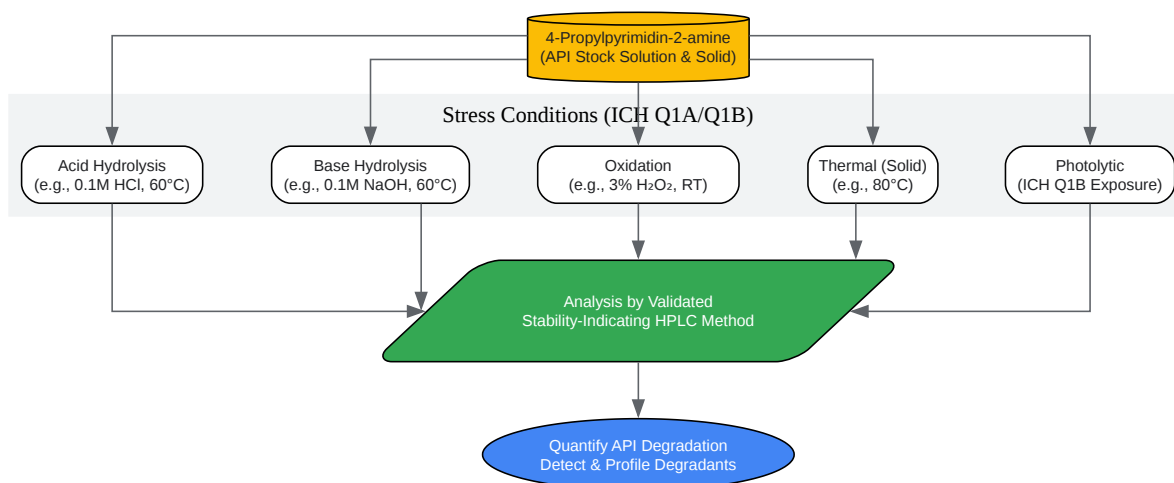 4-Propylpyrimidin-2-amine
(API Stock Solution & Solid)
Stress Conditions (ICH Q1A/Q1B)
Acid Hydrolysis
(e.g., 0.1M HCl, 60°C)
Base Hydrolysis
(e.g., 0.1M NaOH, 60°C)
Oxidation
(e.g., 3% H₂O₂, RT)
Thermal (Solid)
(e.g., 80°C)
Photolytic
(ICH Q1B Exposure)
Analysis by Validated
Stability-Indicating HPLC Method
Quantify API Degradation
Detect & Profile Degradants